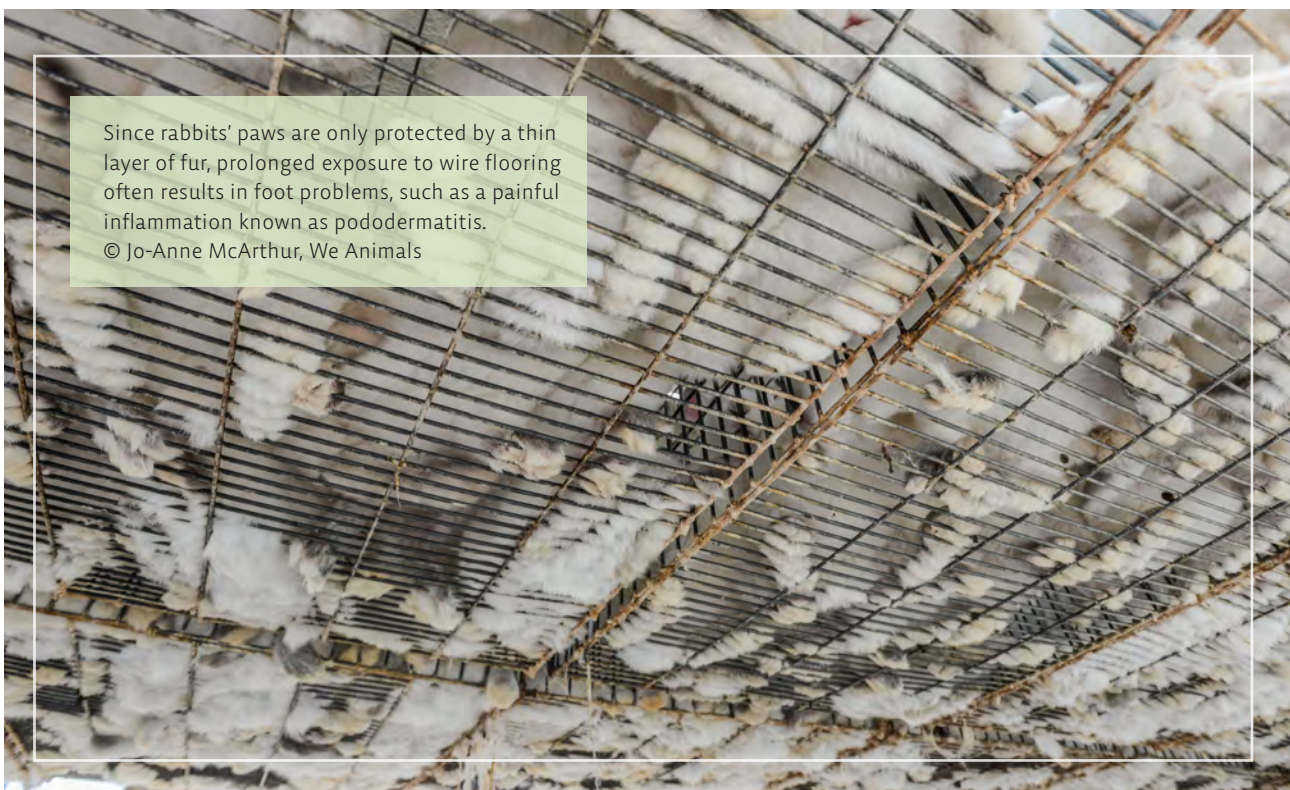 Since rabbits’ paws are only protected by a thin
layer of fur, prolonged exposure to wire flooring
often results in foot problems, such as a painful
inflammation known as pododermatitis.
© Jo-Anne McArthur, We Animals